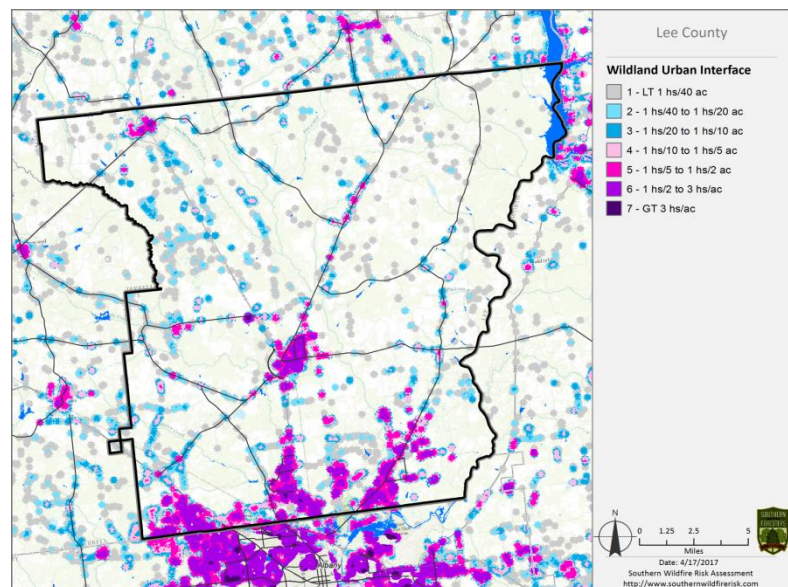 Lee County
Wildland Urban Interface
1 - LT 1 hs/40 ac
2 - 1 hs/40 to 1 hs/20 ac
3 - 1 hs/20 to 1 hs/10 ac
4 - 1 hs/10 to 1 hs/5 ac
5 - 1 hs/5 to 1 hs/2 ac
6 - 1 hs/2 to 3 hs/ac
7 - GT 3 hs/ac
Albany
N
0 1.25 2.5 5
Miles
Date: 4/17/2017
Southern Wildfire Risk Assessment
http://www.southernwildfirerisk.com
SOUTHERN
FORESTERS